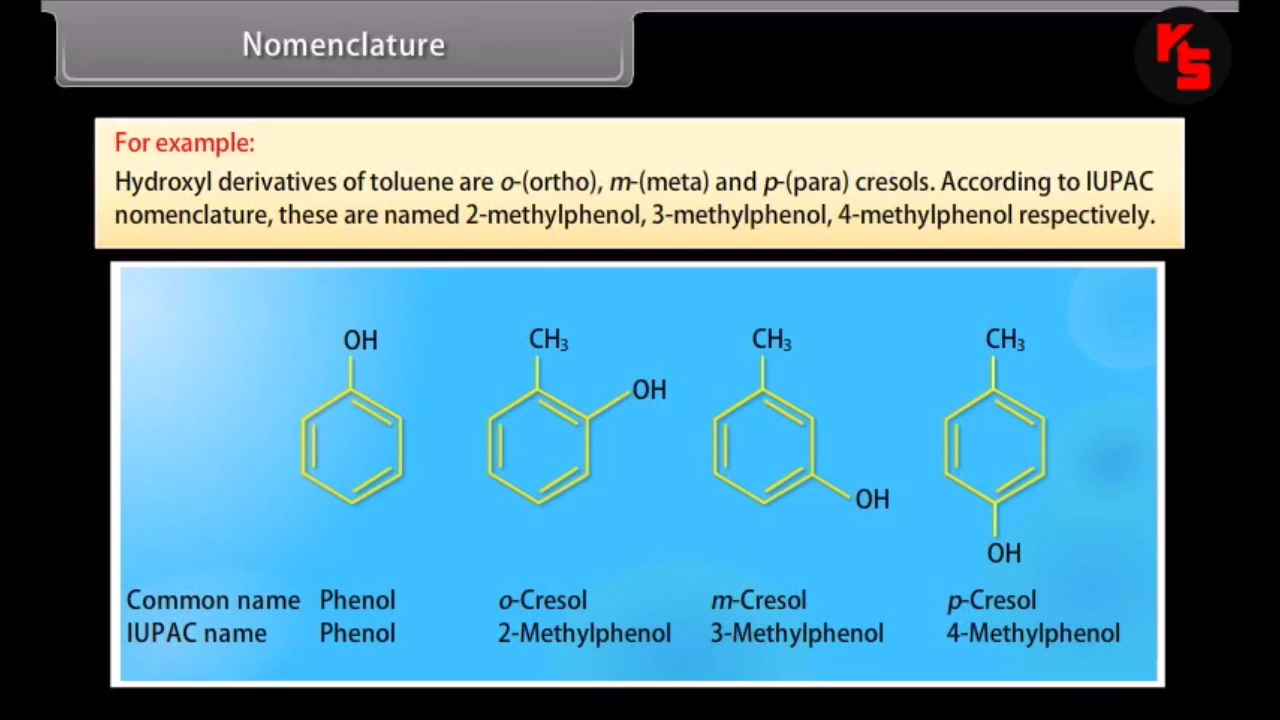 Nomenclature
KS
For example:
Hydroxyl derivatives of toluene are o-(ortho), m-(meta) and p-(para) cresols. According to IUPAC
nomenclature, these are named 2-methylphenol, 3-methylphenol, 4-methylphenol respectively.
OH CH₃ CH₃ CH₃
OH
OH
OH
Common name Phenol o-Cresol m-Cresol p-Cresol
IUPAC name Phenol 2-Methylphenol 3-Methylphenol 4-Methylphenol